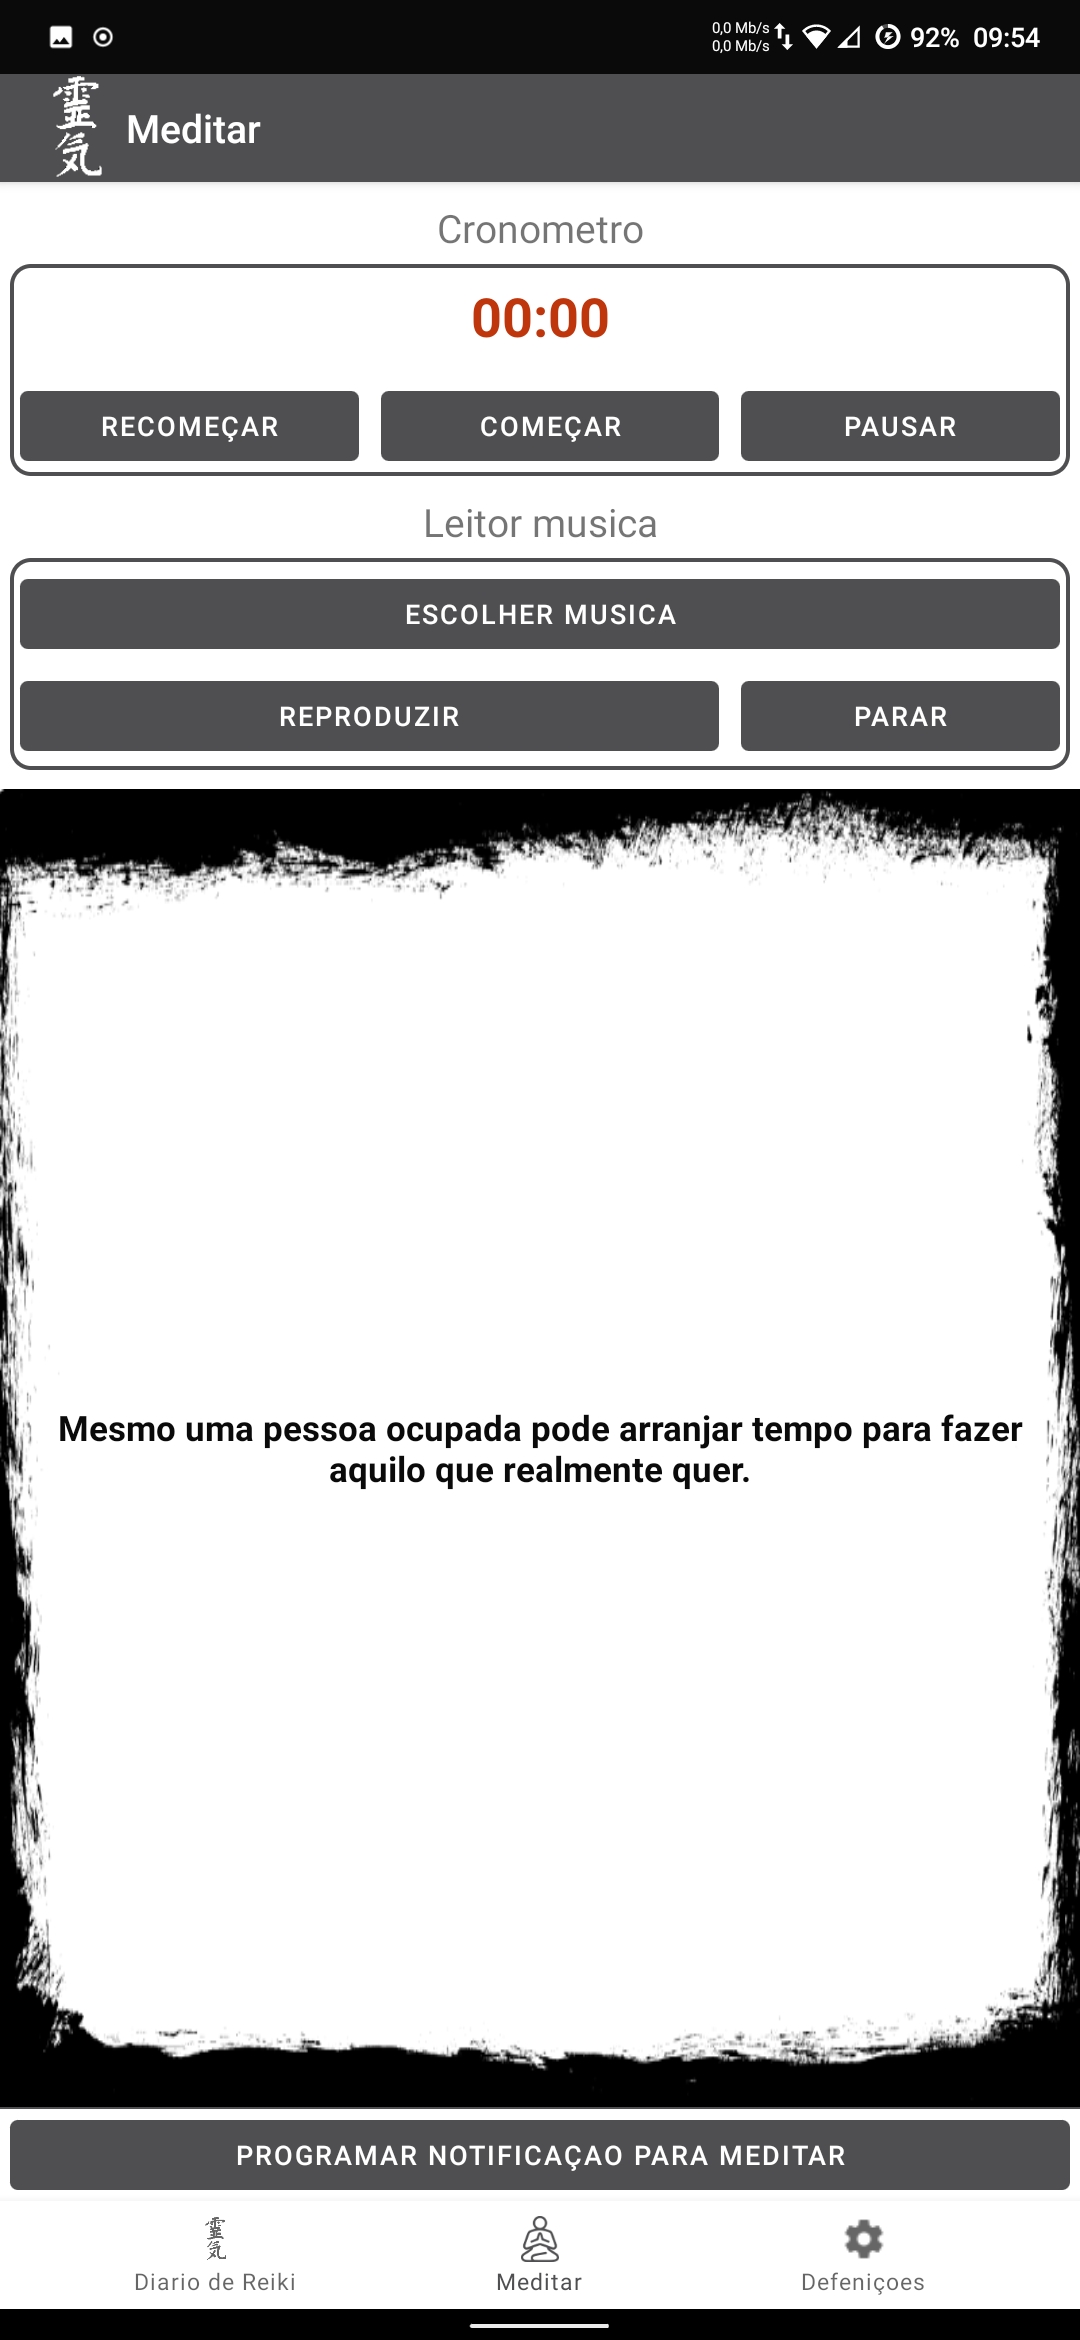 0,0 Mb/s
0,0 Mb/s
92% 09:54
靈気
Meditar
Cronometro
00:00
RECOMEÇAR COMEÇAR PAUSAR
Leitor musica
ESCOLHER MUSICA
REPRODUZIR PARAR
Mesmo uma pessoa ocupada pode arranjar tempo para fazer
aquilo que realmente quer.
PROGRAMAR NOTIFICAÇAO PARA MEDITAR
靈気
Diario de Reiki Meditar Defeniçoes